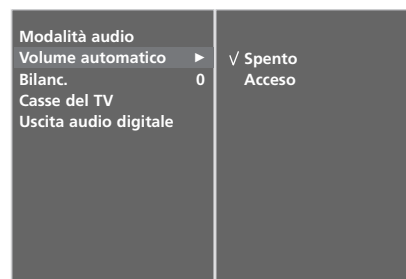 Modalità audio
Volume automatico ►
Bilanc. 0
Casse del TV
Uscita audio digitale
√ Spento
Acceso